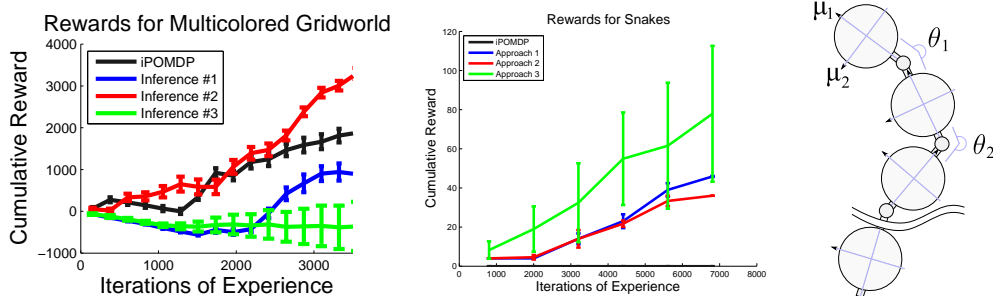 Rewards for Multicolored Gridworld
4000
3000
2000
1000
0
−1000
Cumulative Reward
iPOMDP
Inference #1
Inference #2
Inference #3
0
1000
2000
3000
Iterations of Experience
Rewards for Snakes
120
100
80
60
40
20
0
Cumulative Reward
iPOMDP
Approach 1
Approach 2
Approach 3
0
1000
2000
3000
4000
5000
6000
7000
8000
Iterations of Experience
μ1
μ2
θ1
θ2